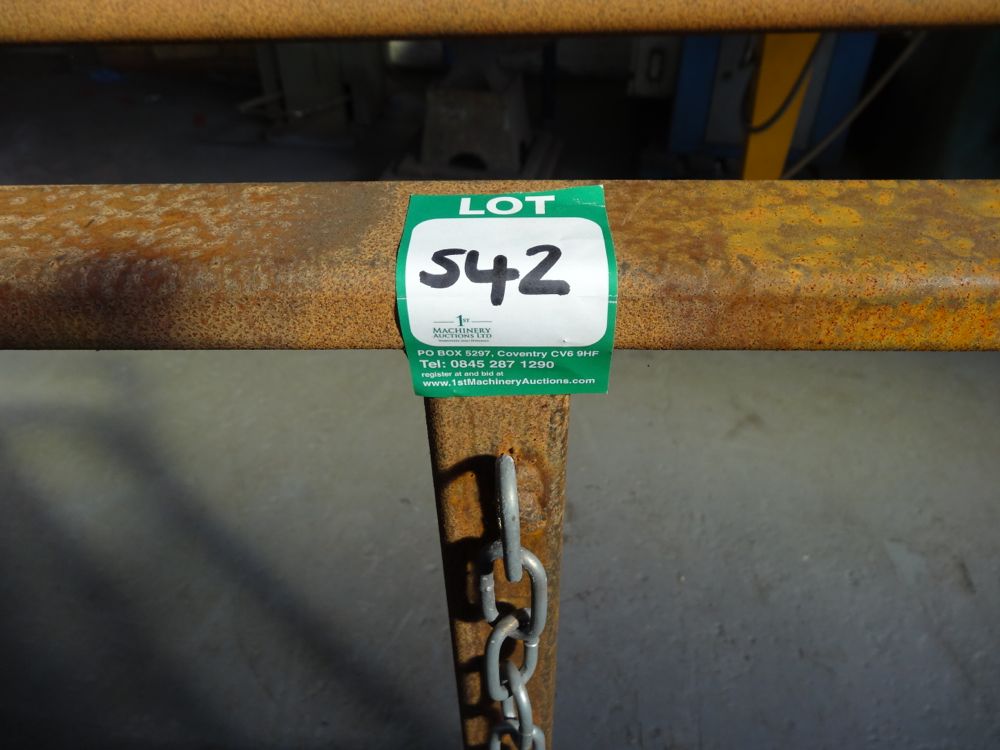 LOT
542
1ST
MACHINERY
AUCTIONS LTD
PO BOX 5297, Coventry CV6 9HF
Tel: 0845 287 1290
register at and bid at
www.1stMachineryAuctions.com